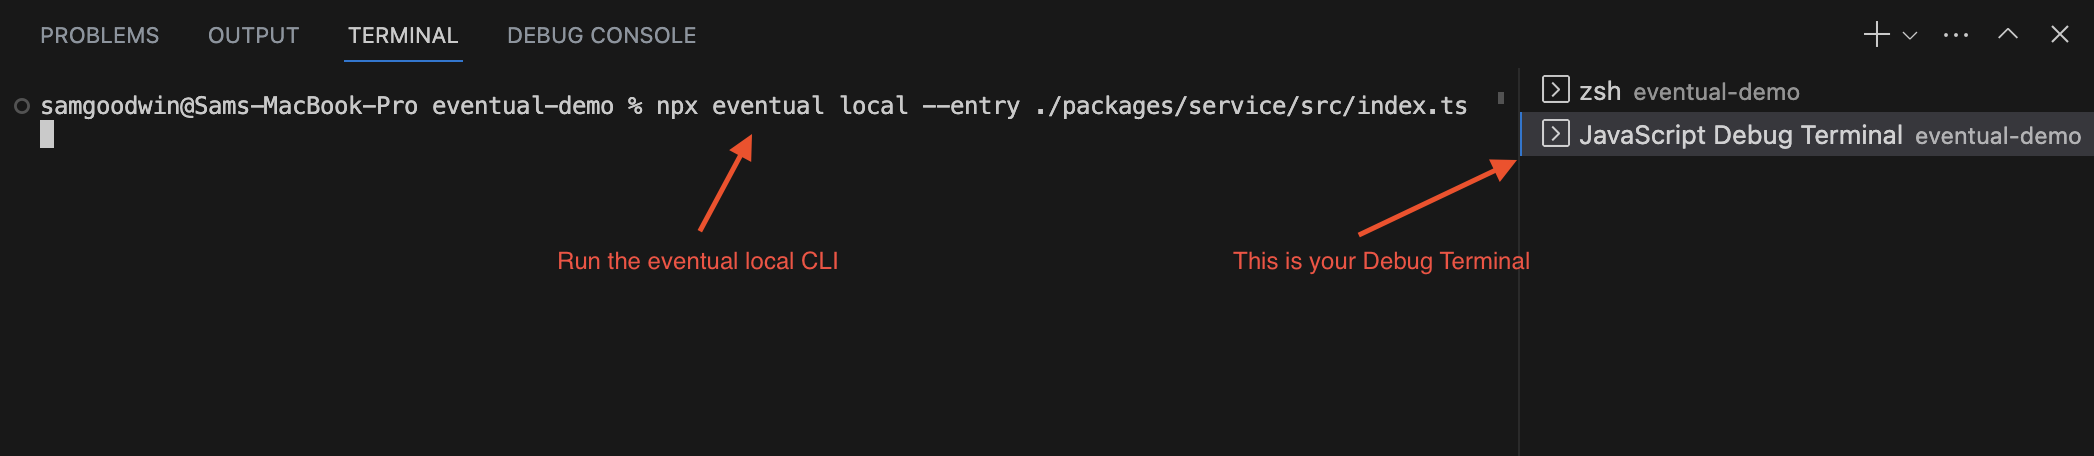 PROBLEMS OUTPUT TERMINAL DEBUG CONSOLE
samgoodwin@Sams-MacBook-Pro eventual-demo % npx eventual local --entry ./packages/service/src/index.ts
zsh eventual-demo
JavaScript Debug Terminal eventual-demo
Run the eventual local CLI
This is your Debug Terminal